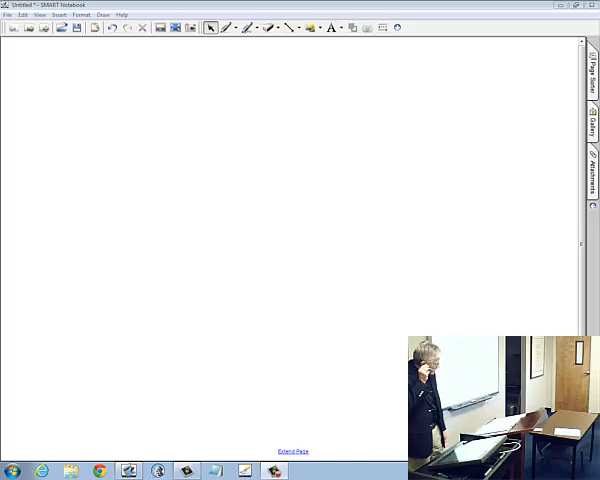 Untitled * - SMART Notebook
File Edit View Insert Format Draw Help
A
Page Sorter
Gallery
Attachments
Extend Page